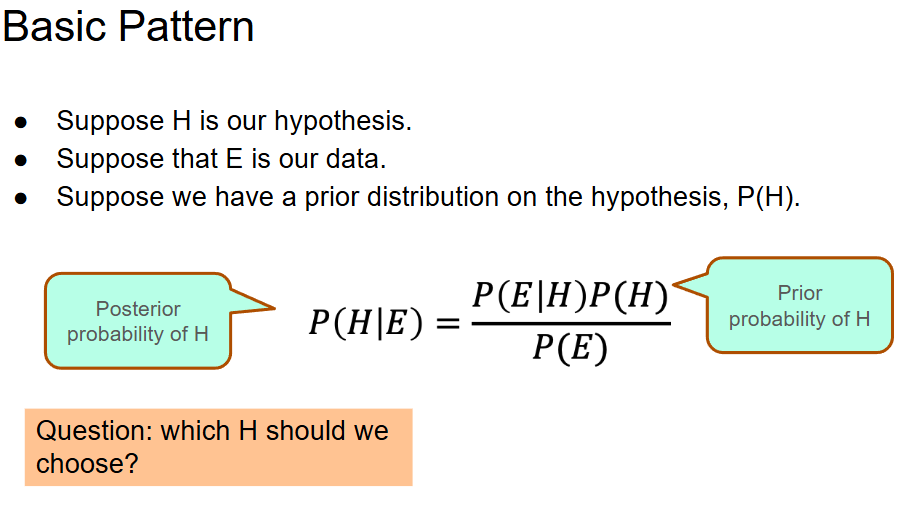 Basic Pattern
● Suppose H is our hypothesis.
● Suppose that E is our data.
● Suppose we have a prior distribution on the hypothesis, P(H).
Posterior
probability of H
P(H|E) = P(E|H)P(H)
P(E)
Prior
probability of H
Question: which H should we
choose?